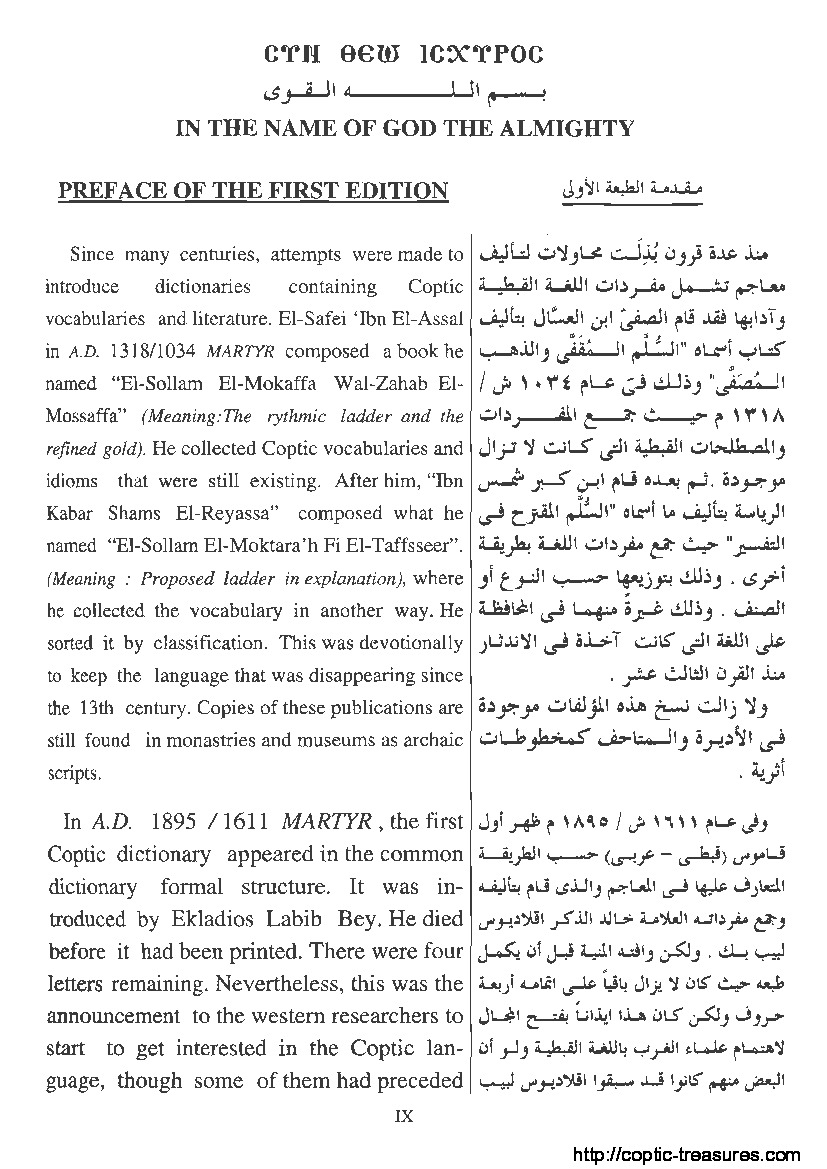 ⲤⲨⲚ ⲐⲈⲰ ⲒⲤⲬⲨⲢⲞⲤ
بسم الله القوى
IN THE NAME OF GOD THE ALMIGHTY
PREFACE OF THE FIRST EDITION
Since many centuries, attempts were made to
introduce dictionaries containing Coptic
vocabularies and literature. El-Safei ‘Ibn El-Assal
in A.D. 1318/1034 MARTYR composed a book he
named “El-Sollam El-Mokaffa Wal-Zahab El-
Mossaffa” (Meaning:The rythmic ladder and the
refined gold). He collected Coptic vocabularies and
idioms that were still existing. After him, “Ibn
Kabar Shams El-Reyassa” composed what he
named “El-Sollam El-Moktara’h Fi El-Taffsseer”.
(Meaning : Proposed ladder in explanation), where
he collected the vocabulary in another way. He
sorted it by classification. This was devotionally
to keep the language that was disappearing since
the 13th century. Copies of these publications are
still found in monastries and museums as archaic
scripts.
In A.D. 1895 / 1611 MARTYR , the first
Coptic dictionary appeared in the common
dictionary formal structure. It was in-
troduced by Ekladios Labib Bey. He died
before it had been printed. There were four
letters remaining. Nevertheless, this was the
announcement to the western researchers to
start to get interested in the Coptic lan-
guage, though some of them had preceded
مقدمة الطبعة الأولى
منذ عدة قرون بُذِلَت محاولات لتأليف
معاجم تشمل مفردات اللغة القبطية
وآدابها فقد قام الصفىّ ابن العسَّال بتأليف
كتاب أسماه "السُلَّم المُقَفَّى والذهب
المُصَفَّى" وذلك فى عام ١٠٣٤ ش /
١٣١٨ م حيث جمع المفردات
والمصطلحات القبطية التى كانت لا تزال
موجودة . ثم بعده قام ابن كبر شمس
الرياسة بتأليف ما أسماه "السُلَّم المقترح فى
التفسير" حيث جمع مفردات اللغة بطريقة
أخرى . وذلك بتوزيعها حسب النوع أو
الصنف . وذلك غيرةً منهما فى المحافظة
على اللغة التى كانت آخذة فى الاندثار
منذ القرن الثالث عشر .
ولا زالت نسخ هذه المؤلفات موجودة
فى الأديرة والمتاحف كمخطوطات
أثرية .
وفى عام ١٦١١ ش / ١٨٩٥ م ظهر أول
قاموس (قبطى – عربى) حسب الطريقة
المتعارف عليها فى المعاجم والذى قام بتأليفه
وجمع مفرداته العلامة خالد الذكر اقلاديوس
لبيب بك . ولكن وافته المنية قبل أن يكمل
طبعه حيث كان لا يزال باقياً على إتمامه أربعة
حروف ولكن كان هذا إيذاناً بفتح المجال
لاهتمام علماء الغرب باللغة القبطية ولو أن
البعض منهم كانوا قد سبقوا اقلاديوس لبيب
IX
http://coptic-treasures.com